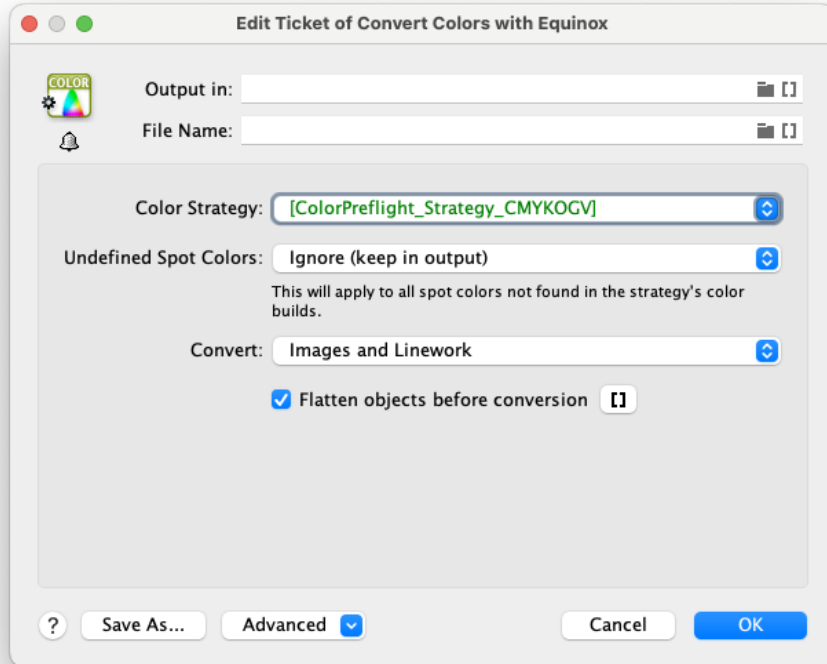 Edit Ticket of Convert Colors with Equinox
COLOR
Output in:
File Name:
Color Strategy: [ColorPreflight_Strategy_CMYKOGV]
Undefined Spot Colors: Ignore (keep in output)
This will apply to all spot colors not found in the strategy's color
builds.
Convert: Images and Linework
Flatten objects before conversion []
? Save As... Advanced Cancel OK